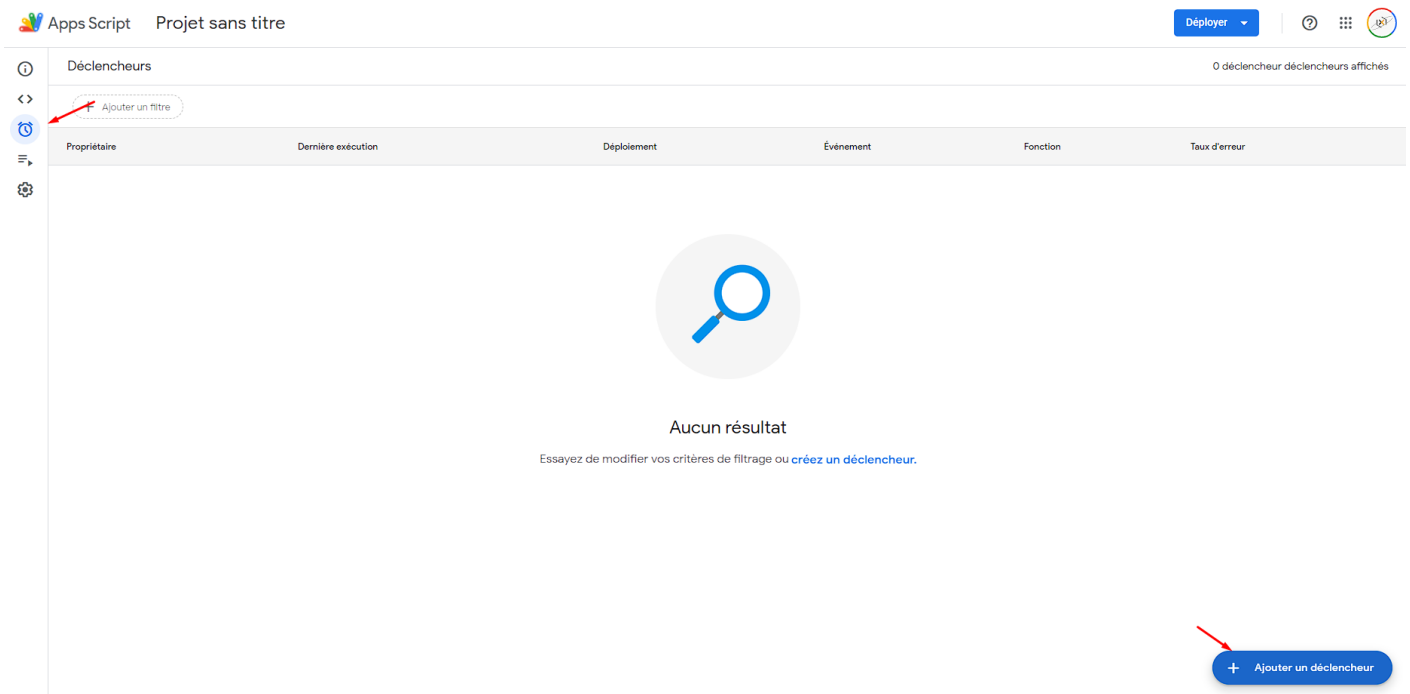 Apps Script Projet sans titre Déployer
Déclencheurs 0 déclencheur déclencheurs affichés
Ajouter un filtre
Propriétaire Dernière exécution Déploiement Événement Fonction Taux d'erreur
Aucun résultat
Essayez de modifier vos critères de filtrage ou créez un déclencheur.
Ajouter un déclencheur